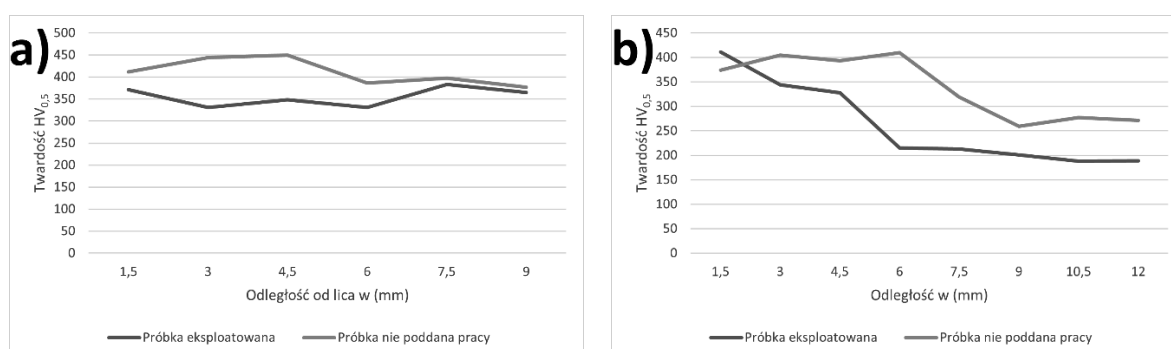 a)
500
450
400
350
300
250
200
150
100
50
0
Twardość HV0,5
1,5 3 4,5 6 7,5 9
Odległość od lica w (mm)
Próbka eksploatowana Próbka nie poddana pracy
b)
450
400
350
300
250
200
150
100
50
0
Twardość HV0,5
1,5 3 4,5 6 7,5 9 10,5 12
Odległość w (mm)
Próbka eksploatowana Próbka nie poddana pracy